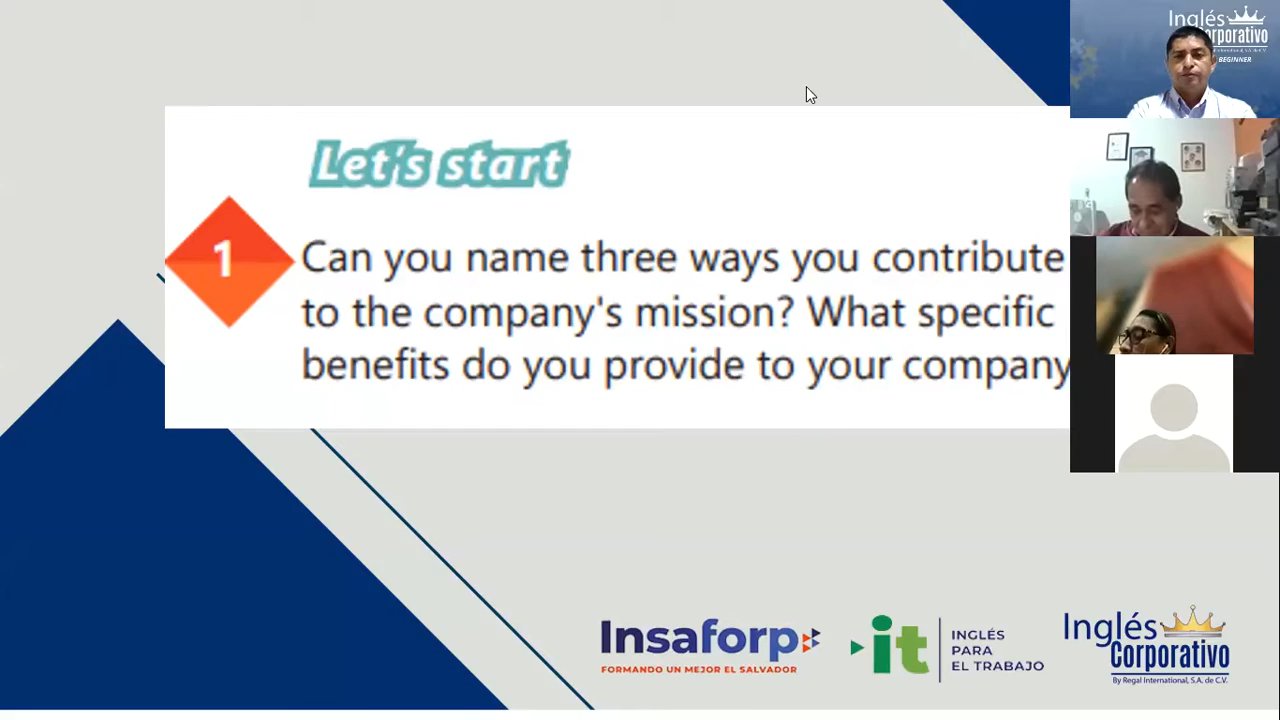 Inglés
Corporativo
BEGINNER
Let's start
1
Can you name three ways you contribute
to the company's mission? What specific
benefits do you provide to your company
Insaforp
FORMANDO UN MEJOR EL SALVADOR
it
INGLÉS
PARA
EL TRABAJO
Inglés
Corporativo
By Regal International, S.A. de C.V.